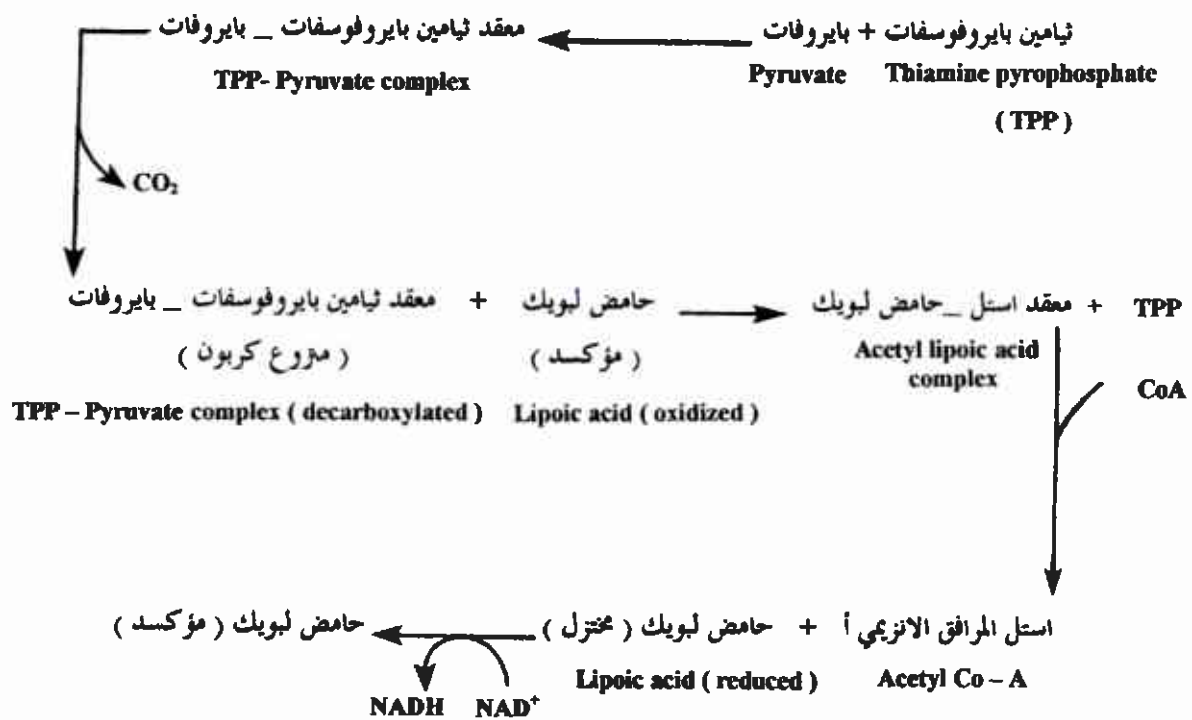 ثيامين بايروفوسفات + بايروفات
معقد ثيامين بايروفوسفات _ بايروفات
Pyruvate Thiamine pyrophosphate
( TPP )
TPP- Pyruvate complex
CO₂
معقد ثيامين بايروفوسفات _ بايروفات + حامض لبويك
معقد استل _ حامض لبويك + TPP
( منزوع كربون )
( مؤكسد )
Acetyl lipoic acid
complex
CoA
TPP – Pyruvate complex ( decarboxylated ) Lipoic acid ( oxidized )
استل المرافق الانزيمي أ + حامض لبويك ( مختزل )
حامض لبويك ( مؤكسد )
Lipoic acid ( reduced ) Acetyl Co – A
NADH NAD⁺